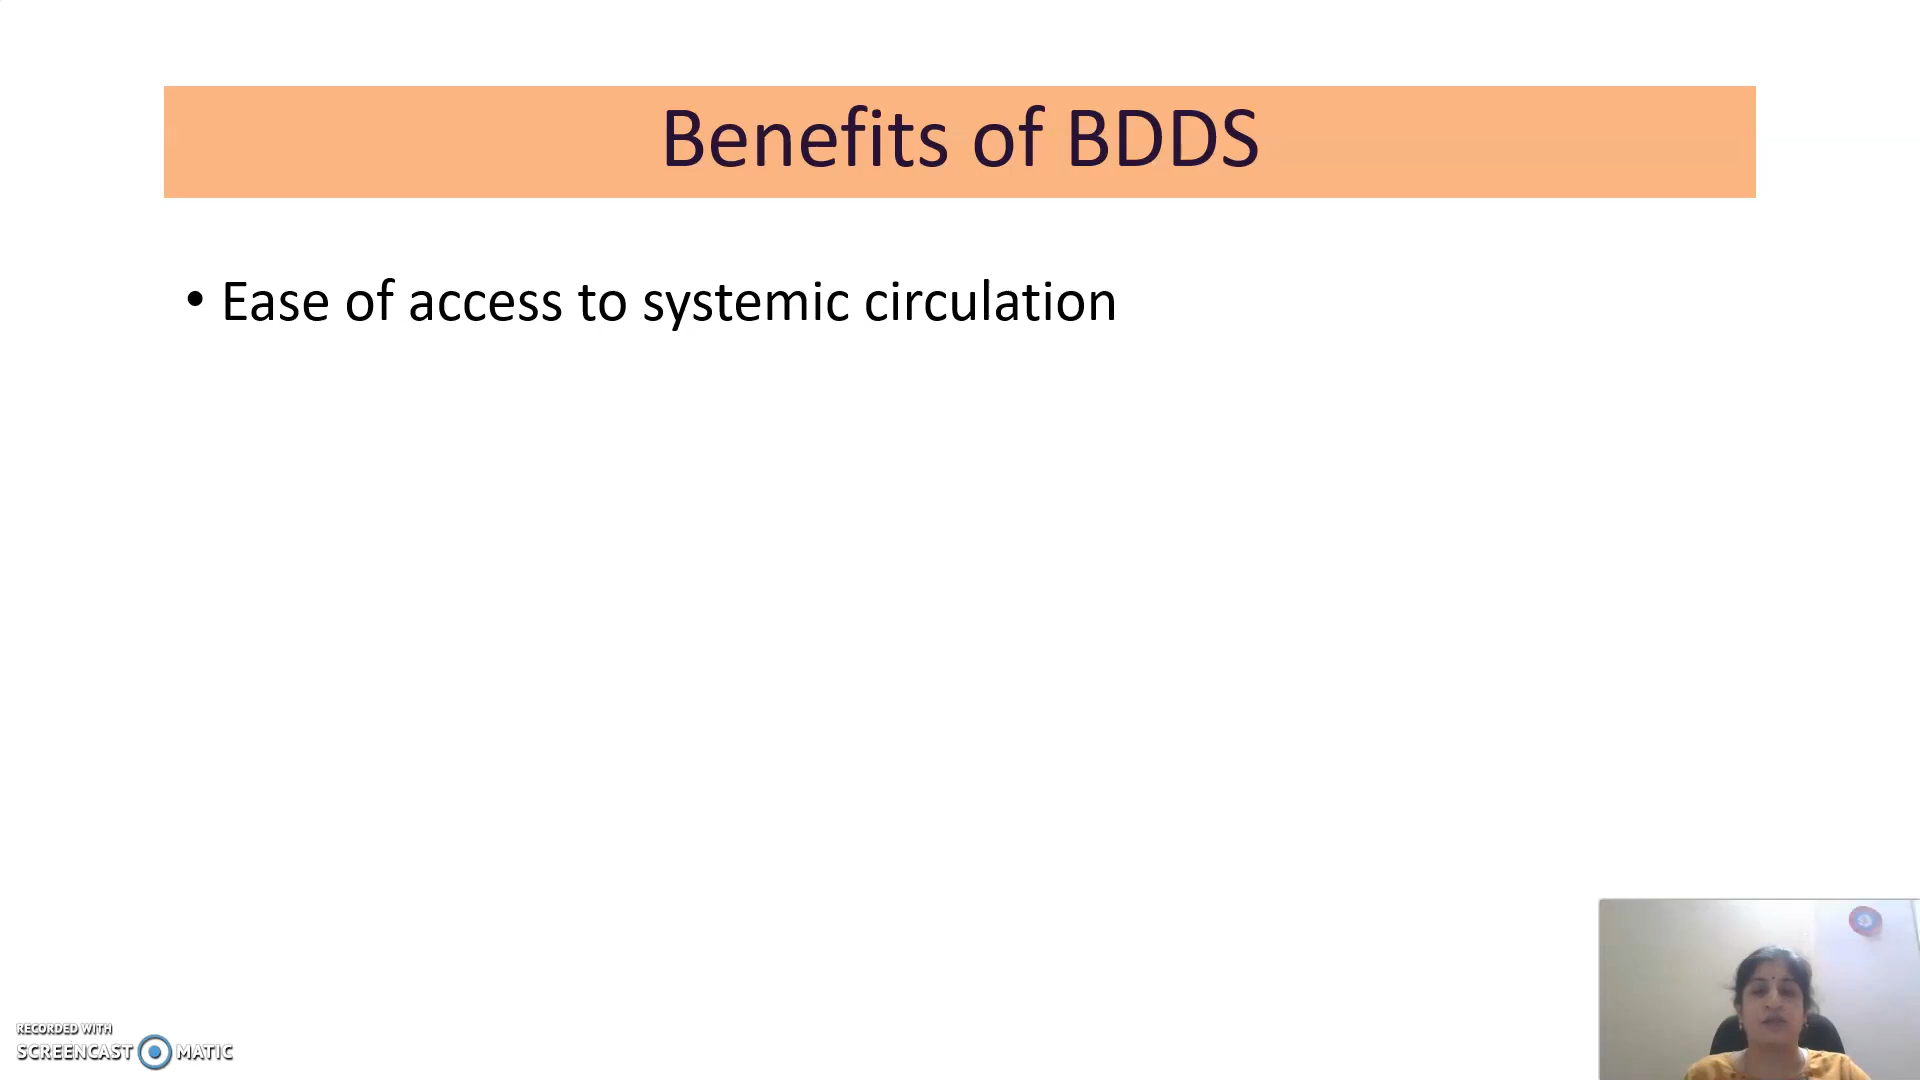 Benefits of BDDS
• Ease of access to systemic circulation
RECORDED WITH
SCREENCAST MATIC